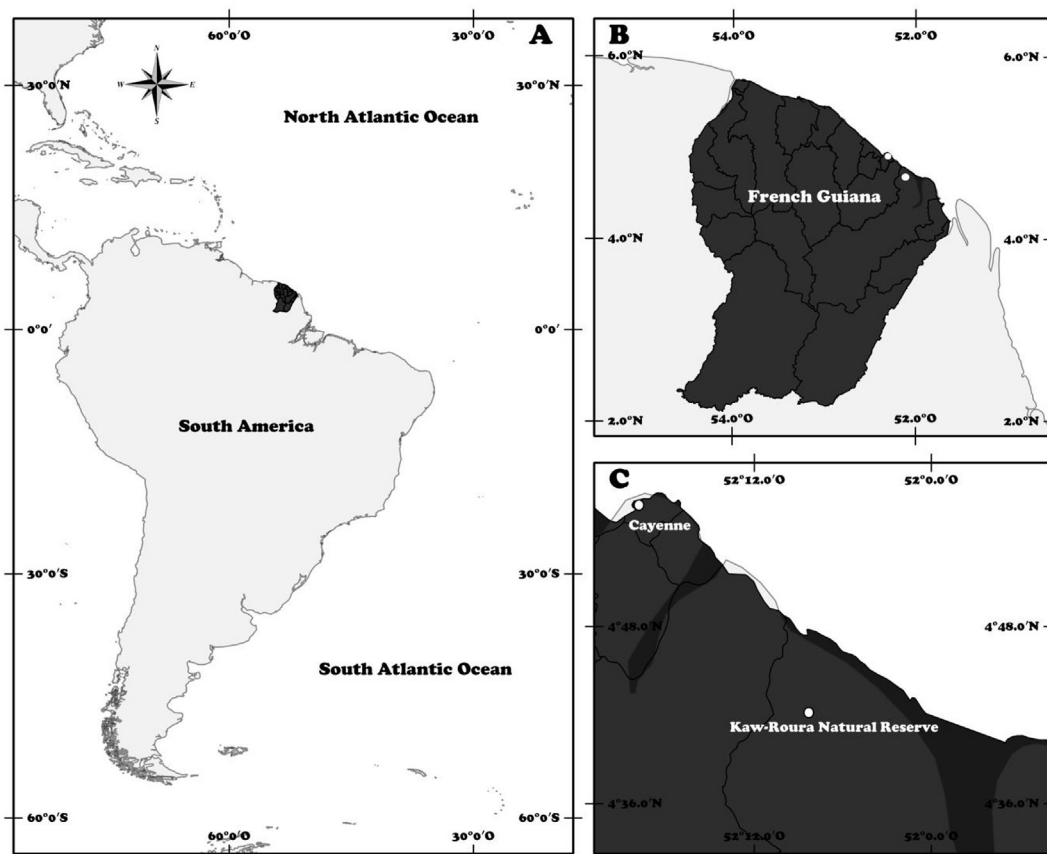 60°0′O
30°0′O
A
N
W
E
S
30°0′N
30°0′N
North Atlantic Ocean
0°0′
0°0′
South America
30°0′S
30°0′S
South Atlantic Ocean
60°0′S
60°0′S
60°0′O
30°0′O
B
54.0°O
52.0°O
6.0°N
6.0°N
French Guiana
4.0°N
4.0°N
2.0°N
2.0°N
54.0°O
52.0°O
C
52°12.0′O
52°0.0′O
Cayenne
4°48.0′N
4°48.0′N
Kaw-Roura Natural Reserve
4°36.0′N
4°36.0′N
52°12.0′O
52°0.0′O